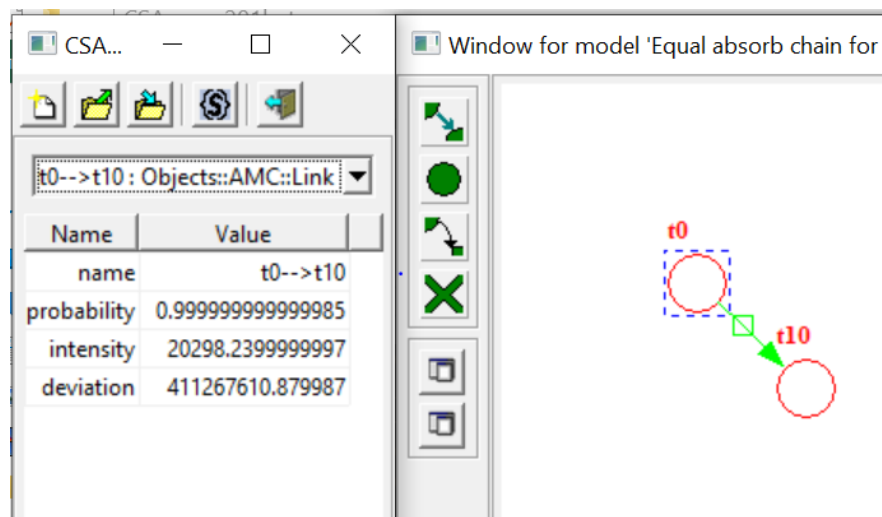 CSA...
Window for model 'Equal absorb chain for
{S}
t0-->t10 : Objects::AMC::Link
Name Value
name t0-->t10
probability 0.999999999999985
intensity 20298.2399999997
deviation 411267610.879987
t0
t10